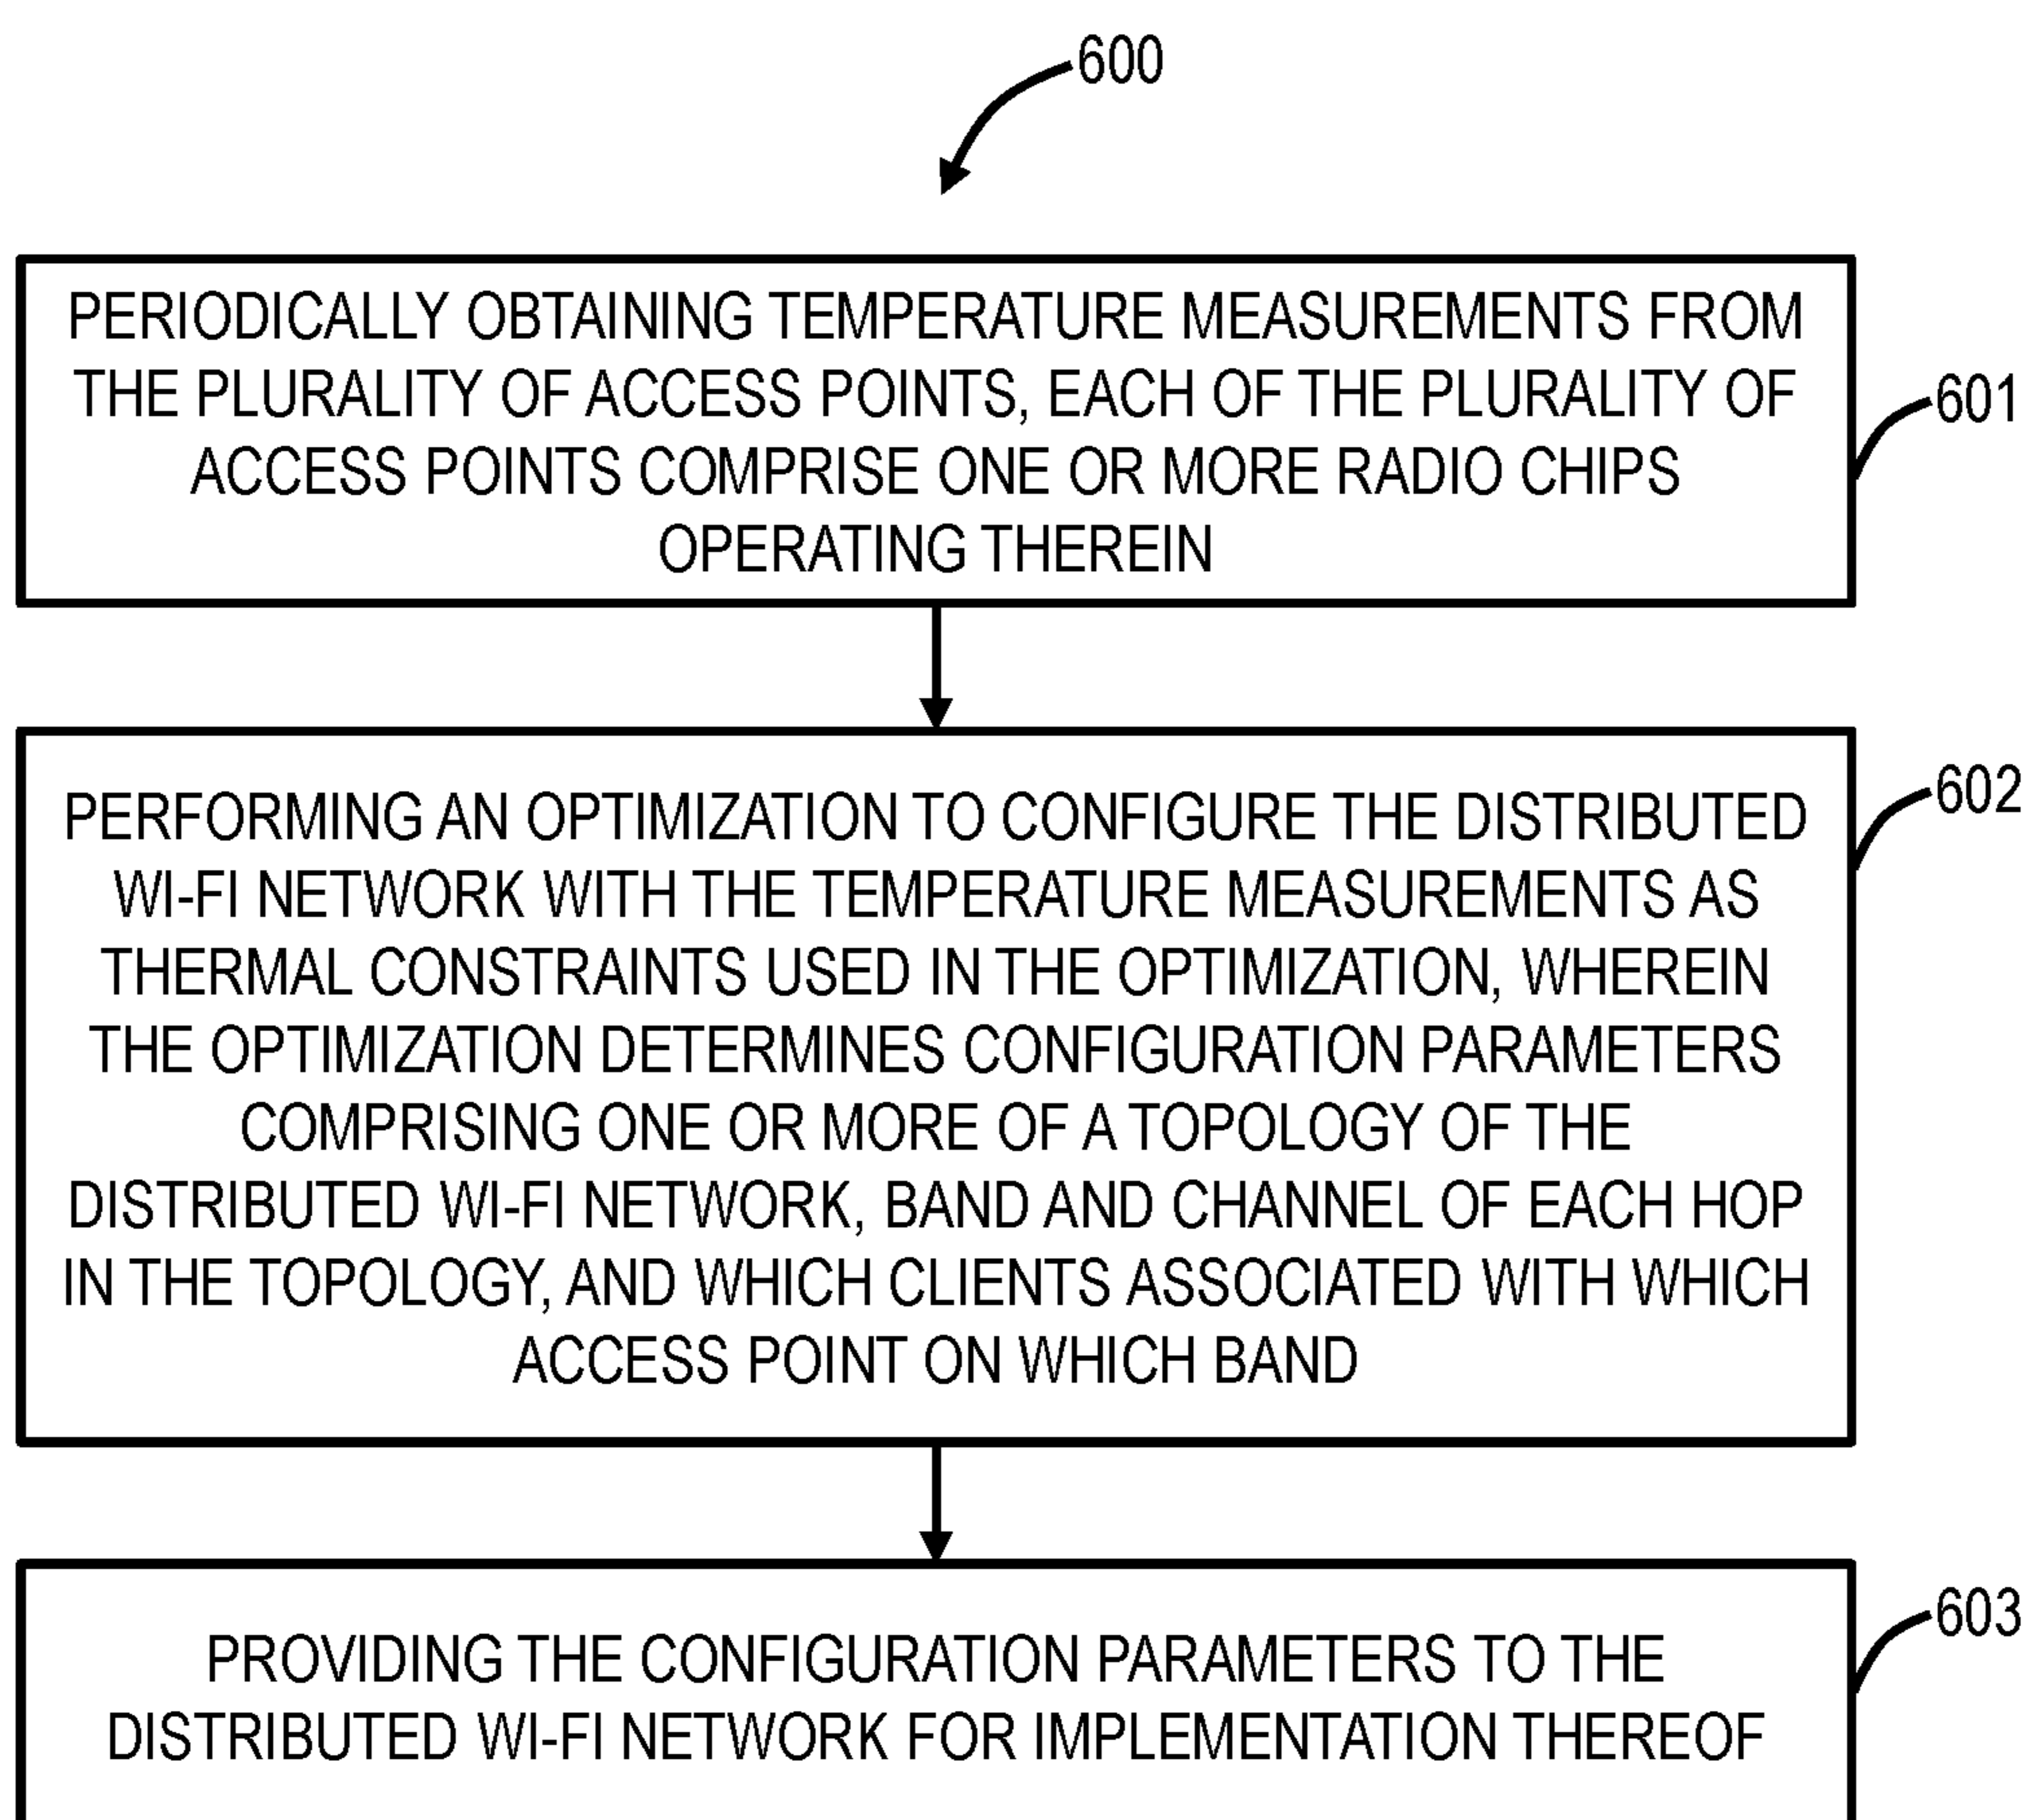 600
PERIODICALLY OBTAINING TEMPERATURE MEASUREMENTS FROM
THE PLURALITY OF ACCESS POINTS, EACH OF THE PLURALITY OF
ACCESS POINTS COMPRISE ONE OR MORE RADIO CHIPS
OPERATING THEREIN
601
PERFORMING AN OPTIMIZATION TO CONFIGURE THE DISTRIBUTED
WI-FI NETWORK WITH THE TEMPERATURE MEASUREMENTS AS
THERMAL CONSTRAINTS USED IN THE OPTIMIZATION, WHEREIN
THE OPTIMIZATION DETERMINES CONFIGURATION PARAMETERS
COMPRISING ONE OR MORE OF A TOPOLOGY OF THE
DISTRIBUTED WI-FI NETWORK, BAND AND CHANNEL OF EACH HOP
IN THE TOPOLOGY, AND WHICH CLIENTS ASSOCIATED WITH WHICH
ACCESS POINT ON WHICH BAND
602
PROVIDING THE CONFIGURATION PARAMETERS TO THE
DISTRIBUTED WI-FI NETWORK FOR IMPLEMENTATION THEREOF
603